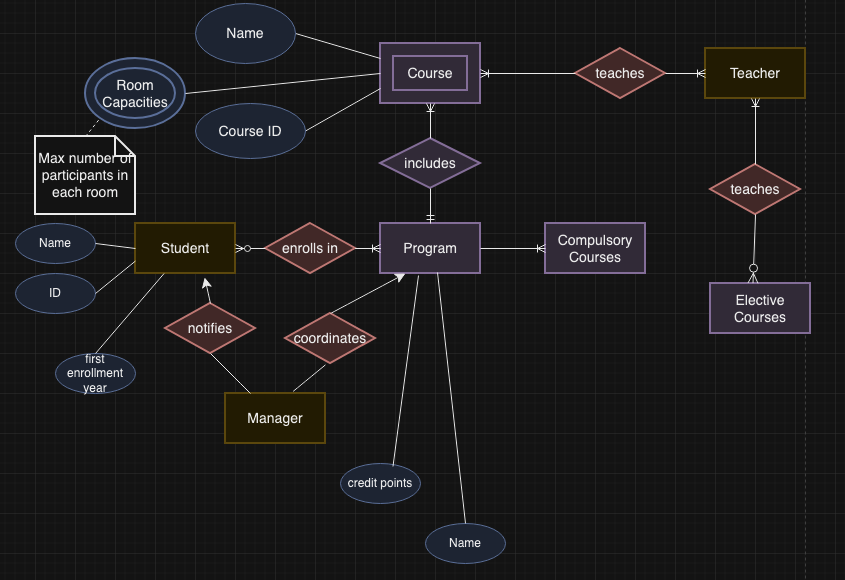 Name
Course
teaches
Teacher
Room
Capacities
Course ID
Max number of
participants in
each room
includes
teaches
Name
Student
enrolls in
Program
Compulsory
Courses
ID
Elective
Courses
notifies
coordinates
first
enrollment
year
Manager
credit points
Name